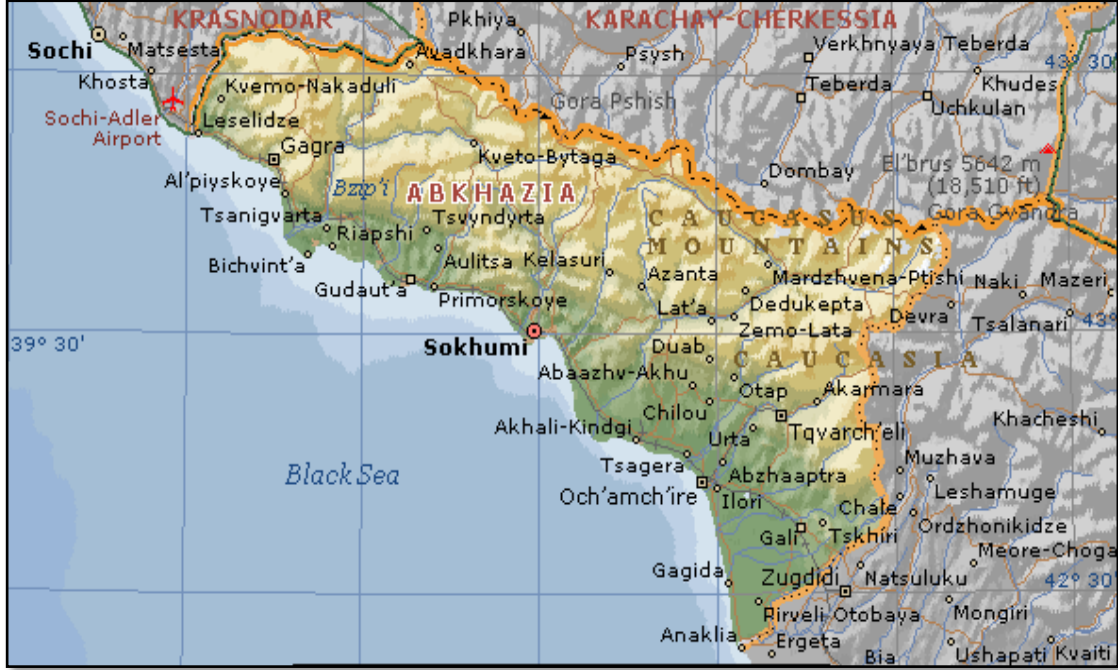 KRASNODAR
KARACHAY-CHERKESSIA
Pkhiya
Sochi
Matsesta
Avadkhara
Psysh
Verkhnyaya Teberda
43° 30'
Khosta
Kvemo-Nakaduli
Teberda
Khudes
Gora Pshish
Uchkulan
Sochi-Adler
Airport
Leselidze
Gagra
Kveto-Bytaga
Dombay
El'brus 5642 m
(18,510 ft)
Al'piyskoye
Bzip'i
ABKHAZIA
Gora Gvandra
Tsanigvarta
Tsvyndyrta
CAUCASUS
MOUNTAINS
Riapshi
Bichvint'a
Aulitsa
Kelasuri
Azanta
Mardzhvena-Ptishi
Naki
Mazeri
Gudaut'a
Primorskoye
Lat'a
Dedukepta
Devra
Zemo-Lata
Tsalanari
43°
39° 30'
Sokhumi
Duab
CAUCASIA
Abaazhv-Akhu
Otap
Akarmara
Chilou
Khacheshi
Akhali-Kindgi
Urta
Tqvarch'eli
Tsagera
Abzhaaptra
Muzhava
Black Sea
Leshamuge
Och'amch'ire
Ilori
Chale
Ordzhonikidze
Gali
Tskhiri
Meore-Choga
Gagida
Zugdidi
Natsuluku
42° 30'
Pirveli Otobaya
Mongiri
Anaklia
Ergeta
Bia
Ushapati
Kvaiti